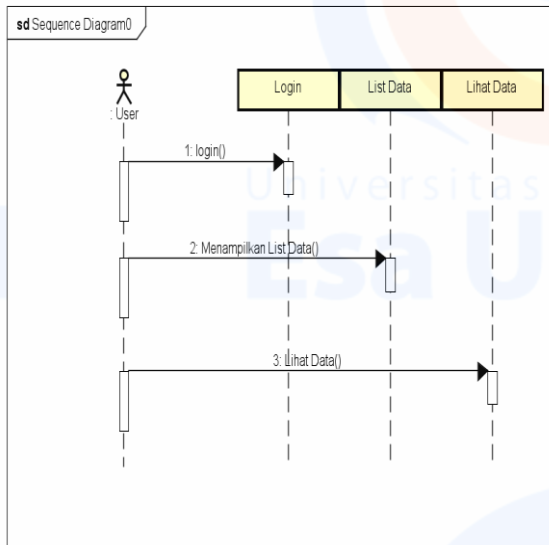 sd Sequence Diagram0
: User
Login
List Data
Lihat Data
1: login()
Universitas
Esa U
2: Menampilkan List Data()
3: Lihat Data()